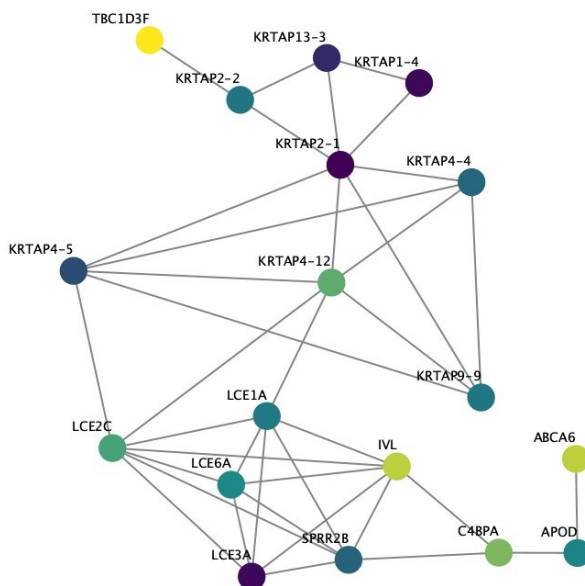 TBC1D3F
KRTAP13-3
KRTAP1-4
KRTAP2-2
KRTAP2-1
KRTAP4-4
KRTAP4-5
KRTAP4-12
KRTAP9-9
LCE1A
LCE2C
IVL
ABCA6
LCE6A
C4BPA
APOD
SPRR2B
LCE3A